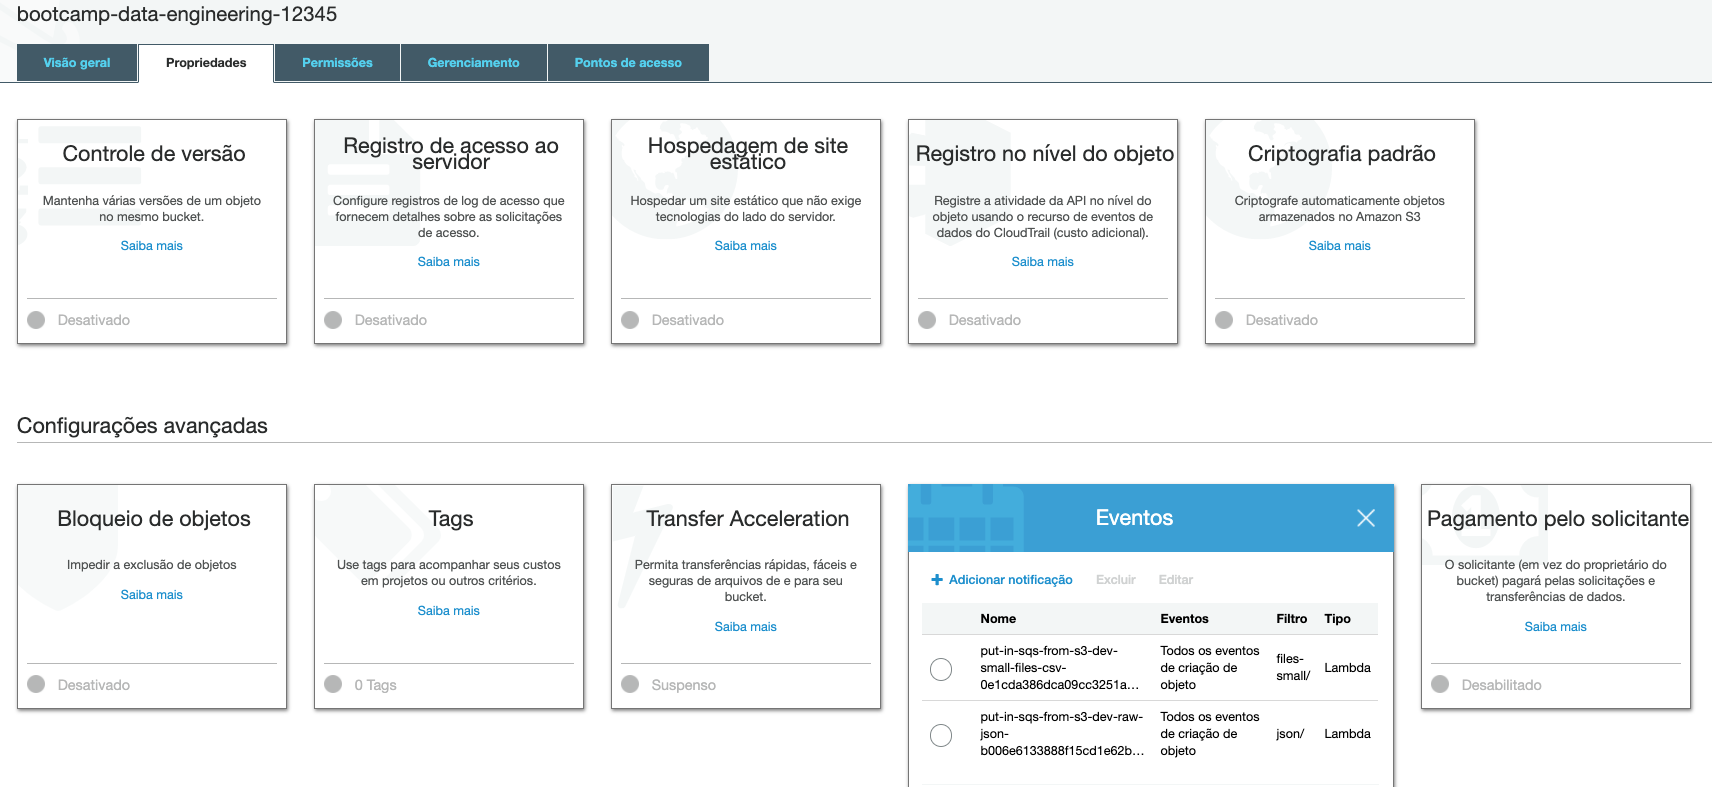 bootcamp-data-engineering-12345
Visão geral
Propriedades
Permissões
Gerenciamento
Pontos de acesso
Controle de versão
Mantenha várias versões de um objeto
no mesmo bucket.
Saiba mais
Desativado
Registro de acesso ao
servidor
Configure registros de log de acesso que
fornecem detalhes sobre as solicitações
de acesso.
Saiba mais
Desativado
Hospedagem de site
estático
Hospedar um site estático que não exige
tecnologias do lado do servidor.
Saiba mais
Desativado
Registro no nível do objeto
Registre a atividade da API no nível do
objeto usando o recurso de eventos de
dados do CloudTrail (custo adicional).
Saiba mais
Desativado
Criptografia padrão
Criptografe automaticamente objetos
armazenados no Amazon S3
Saiba mais
Desativado
Configurações avançadas
Bloqueio de objetos
Impedir a exclusão de objetos
Saiba mais
Desativado
Tags
Use tags para acompanhar seus custos
em projetos ou outros critérios.
Saiba mais
0 Tags
Transfer Acceleration
Permita transferências rápidas, fáceis e
seguras de arquivos de e para seu
bucket.
Saiba mais
Suspenso
Eventos
+ Adicionar notificação
Excluir
Editar
Nome
Eventos
Filtro
Tipo
put-in-sqs-from-s3-dev-
small-files-csv-
0e1cda386dca09cc3251a...
Todos os eventos
de criação de
objeto
files-
small/
Lambda
put-in-sqs-from-s3-dev-raw-
json-
b006e6133888f15cd1e62b...
Todos os eventos
de criação de
objeto
json/
Lambda
Pagamento pelo solicitante
O solicitante (em vez do proprietário do
bucket) pagará pelas solicitações e
transferências de dados.
Saiba mais
Desabilitado